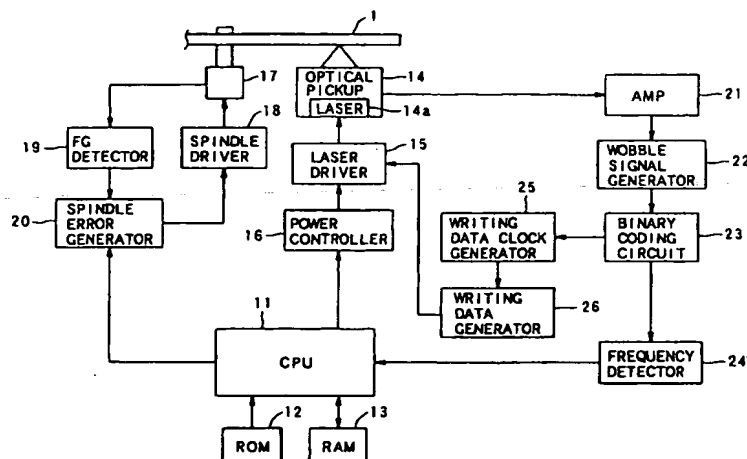 1
17
OPTICAL
PICKUP
14
LASER
14a
AMP
21
18
19
FG
DETECTOR
SPINDLE
DRIVER
15
LASER
DRIVER
WOBBLE
SIGNAL
GENERATOR
22
20
SPINDLE
ERROR
GENERATOR
16
POWER
CONTROLLER
25
WRITING
DATA CLOCK
GENERATOR
BINARY
CODING
CIRCUIT
23
WRITING
DATA
GENERATOR
26
11
CPU
FREQUENCY
DETECTOR
24
12
ROM
13
RAM